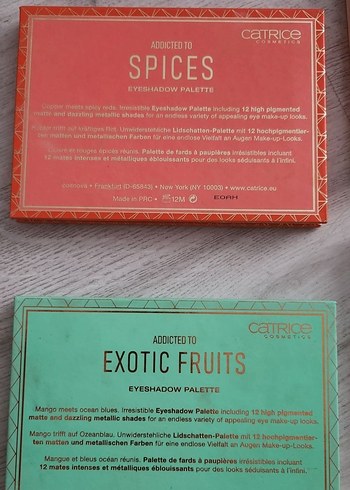 CATRICE
COSMETICS
ADDICTED TO
SPICES
EYESHADOW PALETTE
meets spicy reds. Irresistible Eyeshadow Palette including 12 high pigmented
matte and dazzling metallic shades for an endless variety of appealing eye make-up looks.
trifft auf Rot. Unwiderstehliche Lidschatten-Palette mit 12 hochpigmentier-
ten matten und metallischen Farben für eine endlose Vielfalt an Augen Make-up-Looks.
et rouges épicés réunis. Palette de fards à paupières irrésistibles incluant
12 mates intenses et métalliques éblouissants pour des looks séduisants à l'infini.
cosnova • Frankfurt (D-65843) • New York (NY 10003) • www.catrice.eu
Made in PRC • 12M EDAH
CATRICE
COSMETICS
ADDICTED TO
EXOTIC FRUITS
EYESHADOW PALETTE
Mango meets ocean blues. Irresistible Eyeshadow Palette including 12 high pigmented
matte and dazzling metallic shades for an endless variety of appealing eye make-up looks.
Mango trifft auf Ozeanblau. Unwiderstehliche Lidschatten-Palette mit 12 hochpigmentier-
ten matten und metallischen Farben für eine endlose Vielfalt an Augen Make-up-Looks.
Mangue et bleus océan réunis. Palette de fards à paupières irrésistibles incluant
12 mates intenses et métalliques éblouissants pour des looks séduisants à l'infini.